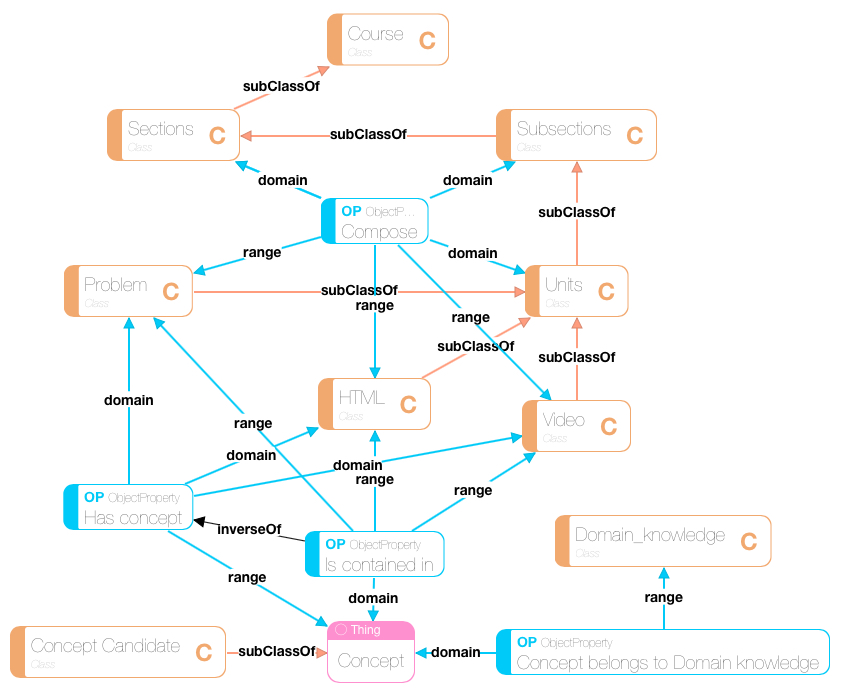 Course
C
Class
subClassOf
Sections
C
Class
subClassOf
Subsections
C
Class
domain
domain
subClassOf
OP ObjectP...
Compose
range
domain
Problem
C
Class
subClassOf
range
Units
C
Class
range
subClassOf
subClassOf
domain
HTML
C
Class
range
Video
C
Class
domain
domain
range
range
OP ObjectProperty
Has concept
inverseOf
OP ObjectProperty
Is contained in
Domain_knowledge
C
Class
range
domain
range
Concept Candidate
C
Class
subClassOf
Thing
Concept
domain
OP ObjectProperty
Concept belongs to Domain knowledge